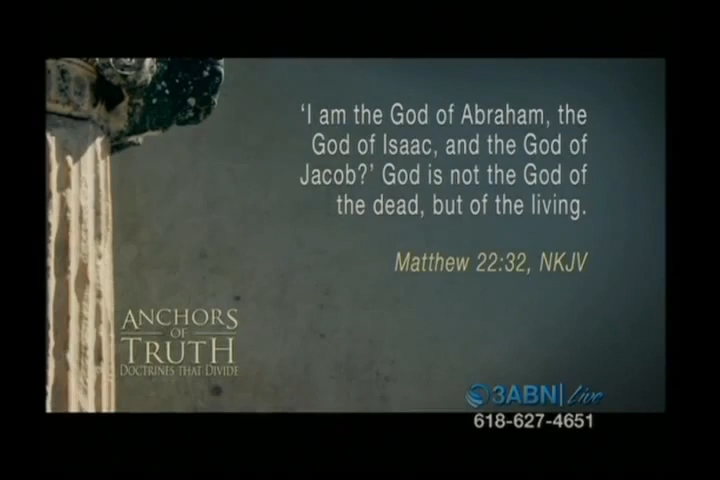 ‘I am the God of Abraham, the
God of Isaac, and the God of
Jacob?’ God is not the God of
the dead, but of the living.
Matthew 22:32, NKJV
ANCHORS
OF
TRUTH
DOCTRINES THAT DIVIDE
3ABN Live
618-627-4651